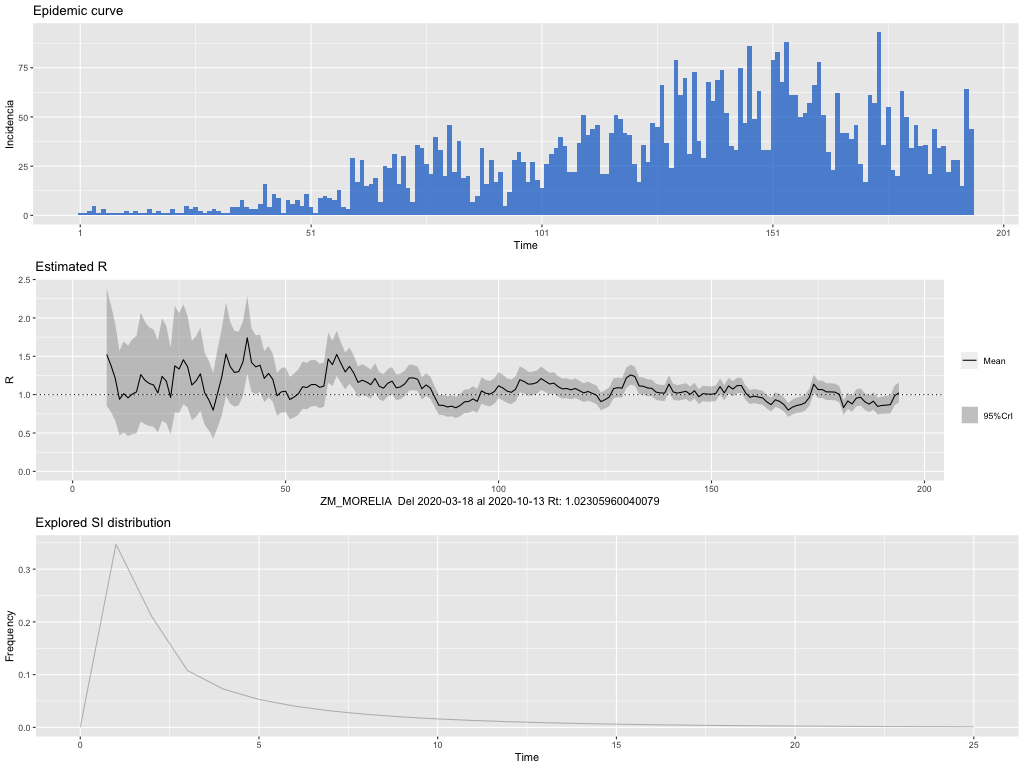 Epidemic curve
75
50
25
0
Incidencia
1 51 101 151 201
Time
Estimated R
2.5
2.0
1.5
1.0
0.5
0.0
R
Mean
95%CrI
0 50 100 150 200
ZM_MORELIA Del 2020-03-18 al 2020-10-13 Rt: 1.02305960040079
Explored SI distribution
0.3
0.2
0.1
0.0
Frequency
0 5 10 15 20 25
Time